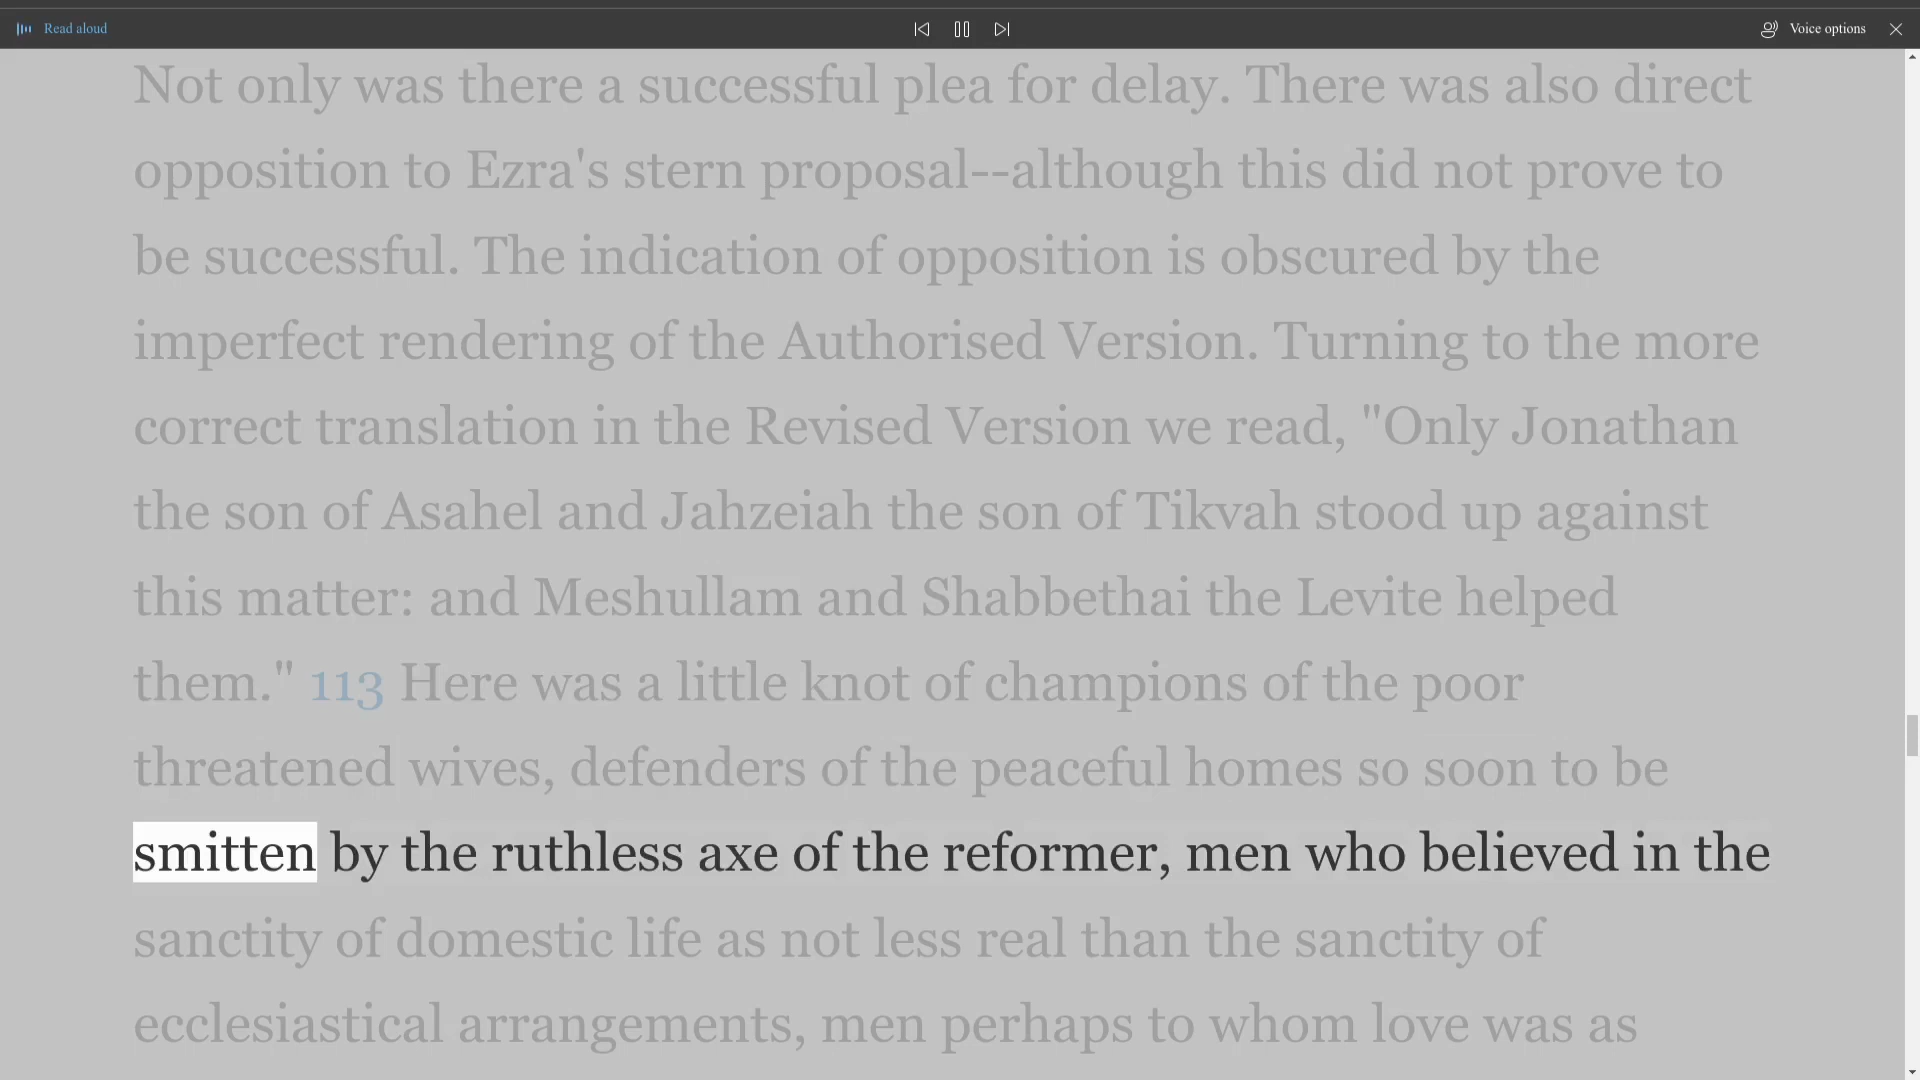 Read aloud
Voice options
Not only was there a successful plea for delay. There was also direct
opposition to Ezra's stern proposal--although this did not prove to
be successful. The indication of opposition is obscured by the
imperfect rendering of the Authorised Version. Turning to the more
correct translation in the Revised Version we read, "Only Jonathan
the son of Asahel and Jahzeiah the son of Tikvah stood up against
this matter: and Meshullam and Shabbethai the Levite helped
them." 113 Here was a little knot of champions of the poor
threatened wives, defenders of the peaceful homes so soon to be
smitten by the ruthless axe of the reformer, men who believed in the
sanctity of domestic life as not less real than the sanctity of
ecclesiastical arrangements, men perhaps to whom love was as